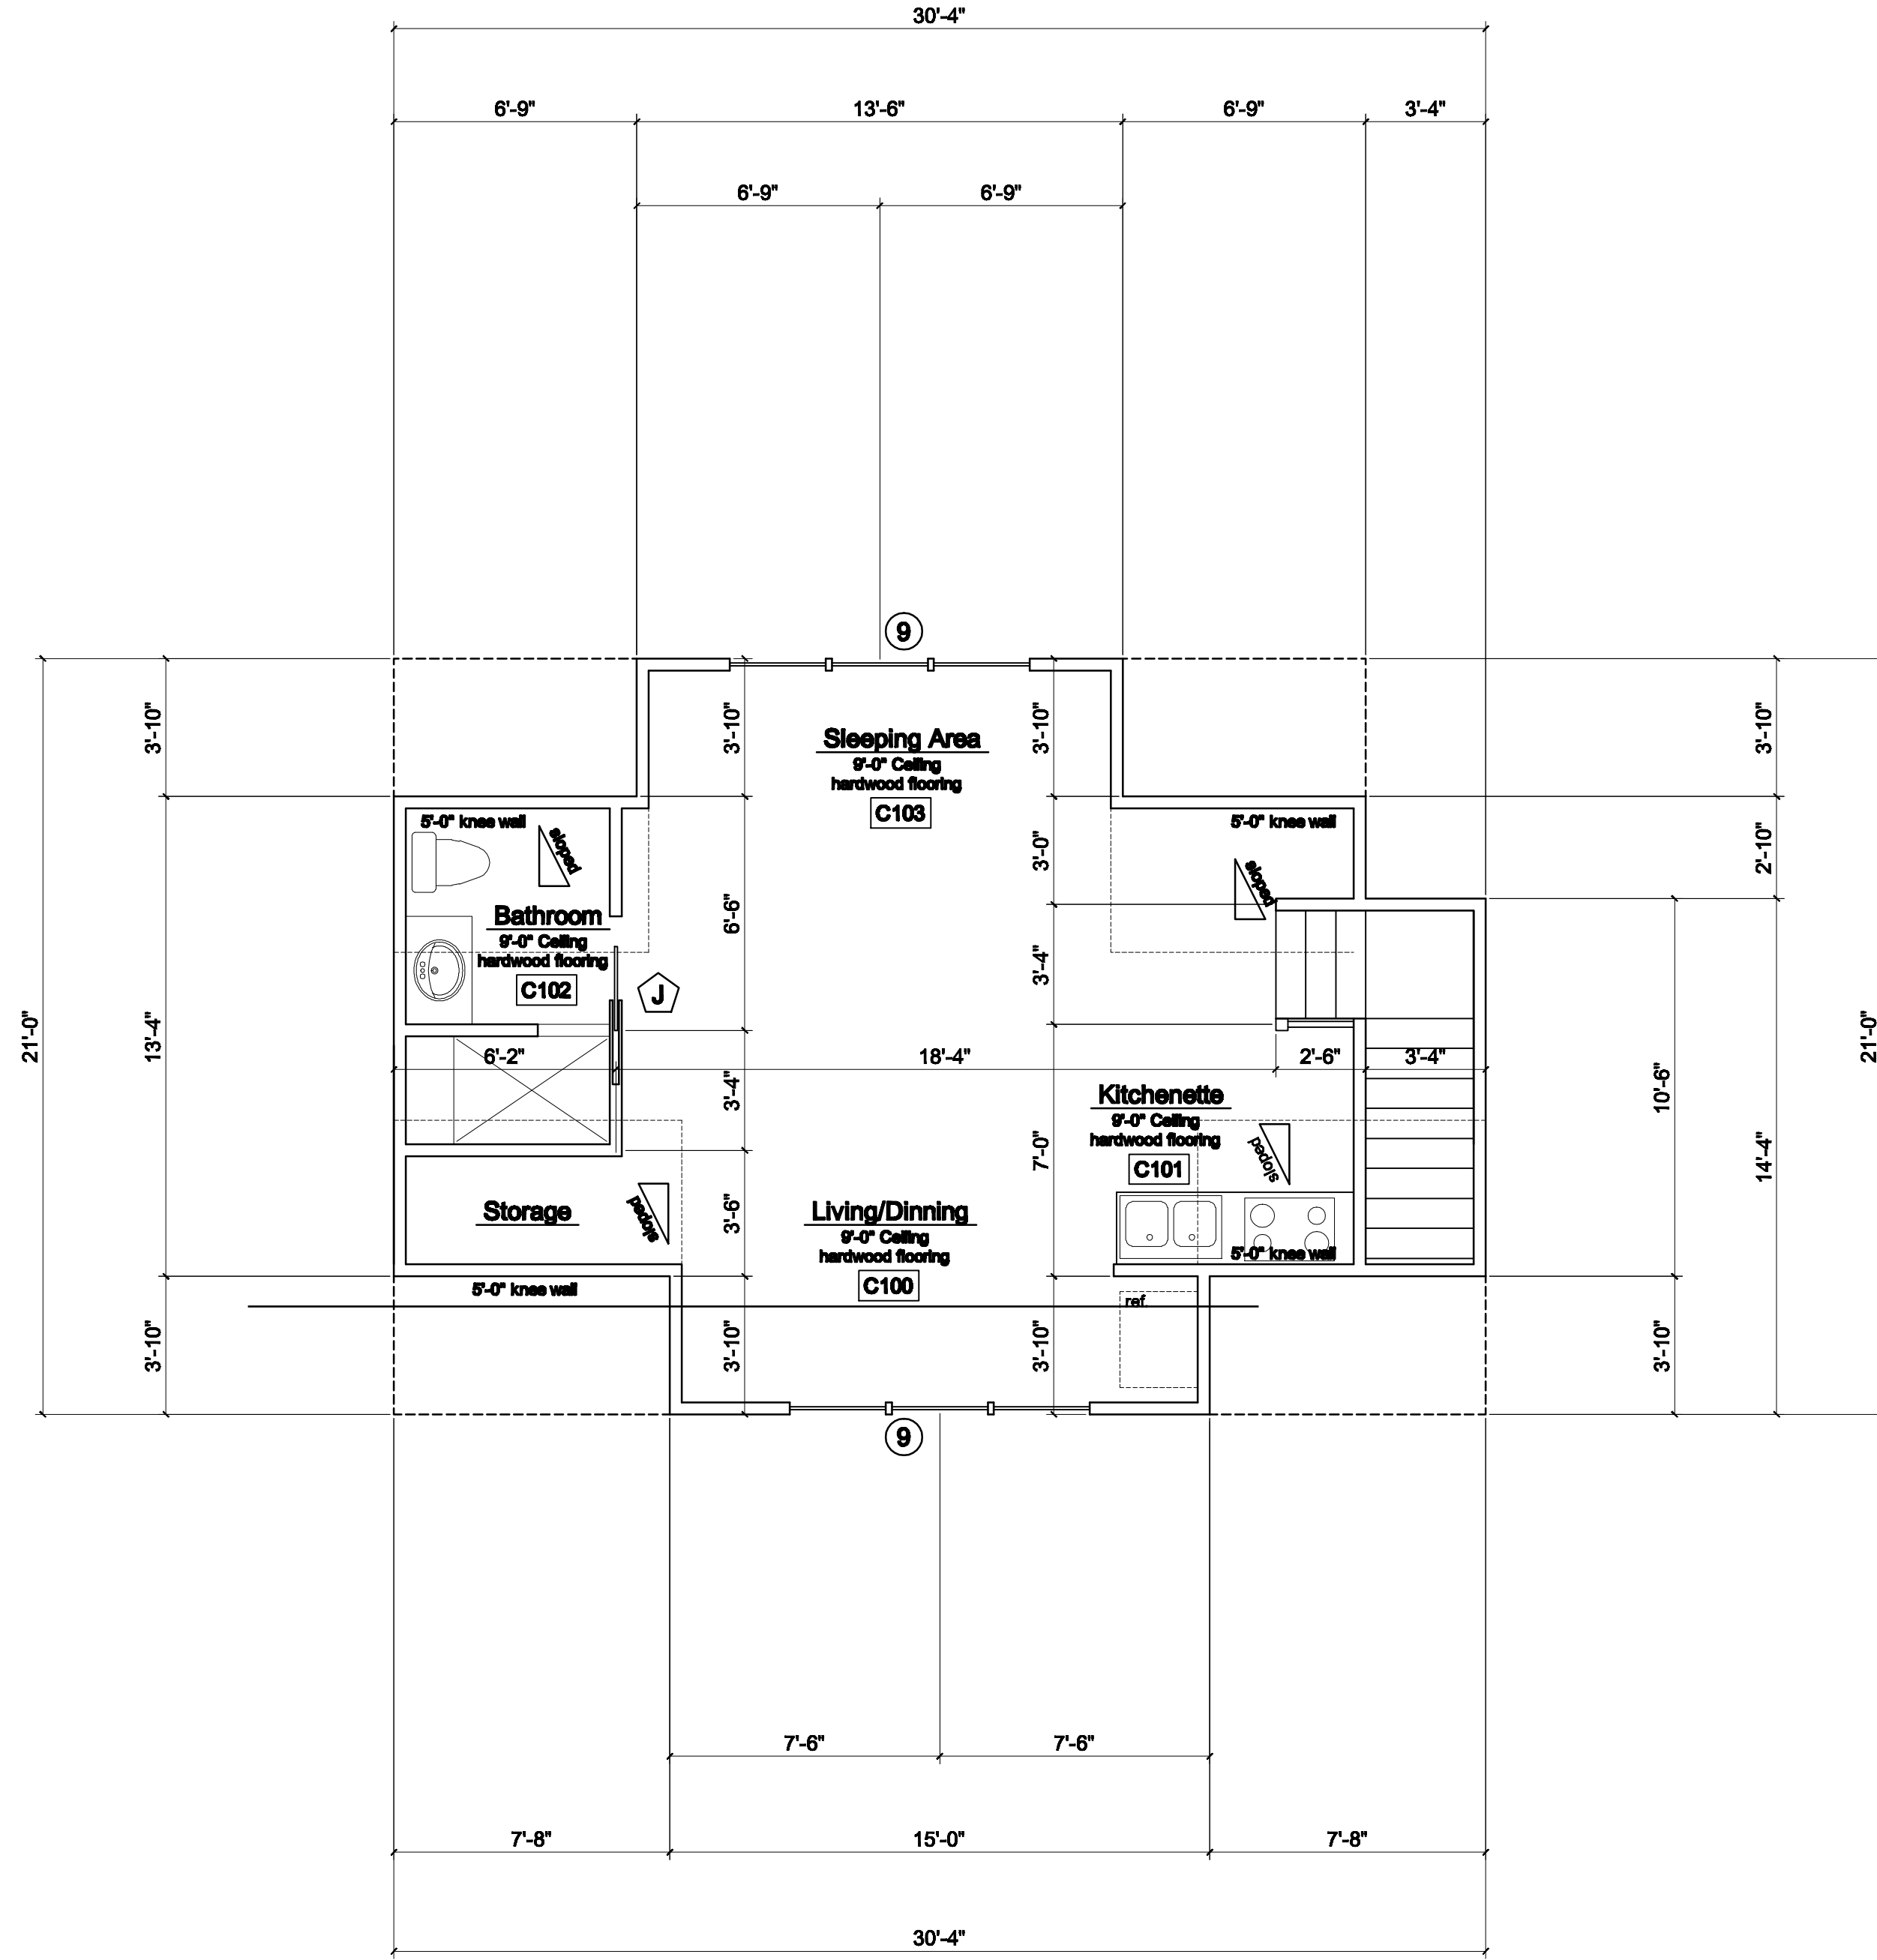 30'-4"
6'-9"
13'-6"
6'-9"
3'-4"
6'-9"
6'-9"
9
3'-10"
3'-10"
3'-10"
3'-10"
Sleeping Area
9'-0" Ceiling
hardwood flooring
C103
5'-0" knee wall
sloped
5'-0" knee wall
sloped
3'-0"
2'-10"
6'-6"
Bathroom
9'-0" Ceiling
hardwood flooring
C102
J
3'-4"
21'-0"
13'-4"
6'-2"
18'-4"
2'-6"
3'-4"
21'-0"
3'-4"
10'-6"
Kitchenette
9'-0" Ceiling
hardwood flooring
C101
sloped
7'-0"
14'-4"
Storage
sloped
3'-6"
Living/Dinning
9'-0" Ceiling
hardwood flooring
C100
5'-0" knee wall
5'-0" knee wall
ref.
3'-10"
3'-10"
3'-10"
3'-10"
9
7'-6"
7'-6"
7'-8"
15'-0"
7'-8"
30'-4"